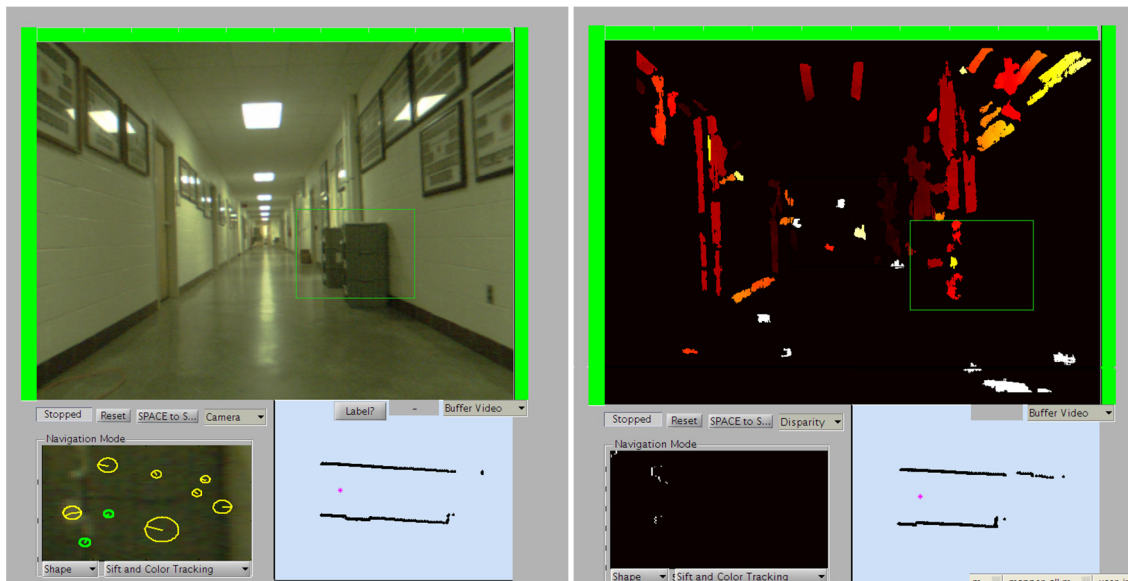 Stopped Reset SPACE to S... Camera
Label? - Buffer Video
Navigation Mode
Shape Sift and Color Tracking
Stopped Reset SPACE to S... Disparity
Buffer Video
Navigation Mode
Shape Sift and Color Tracking